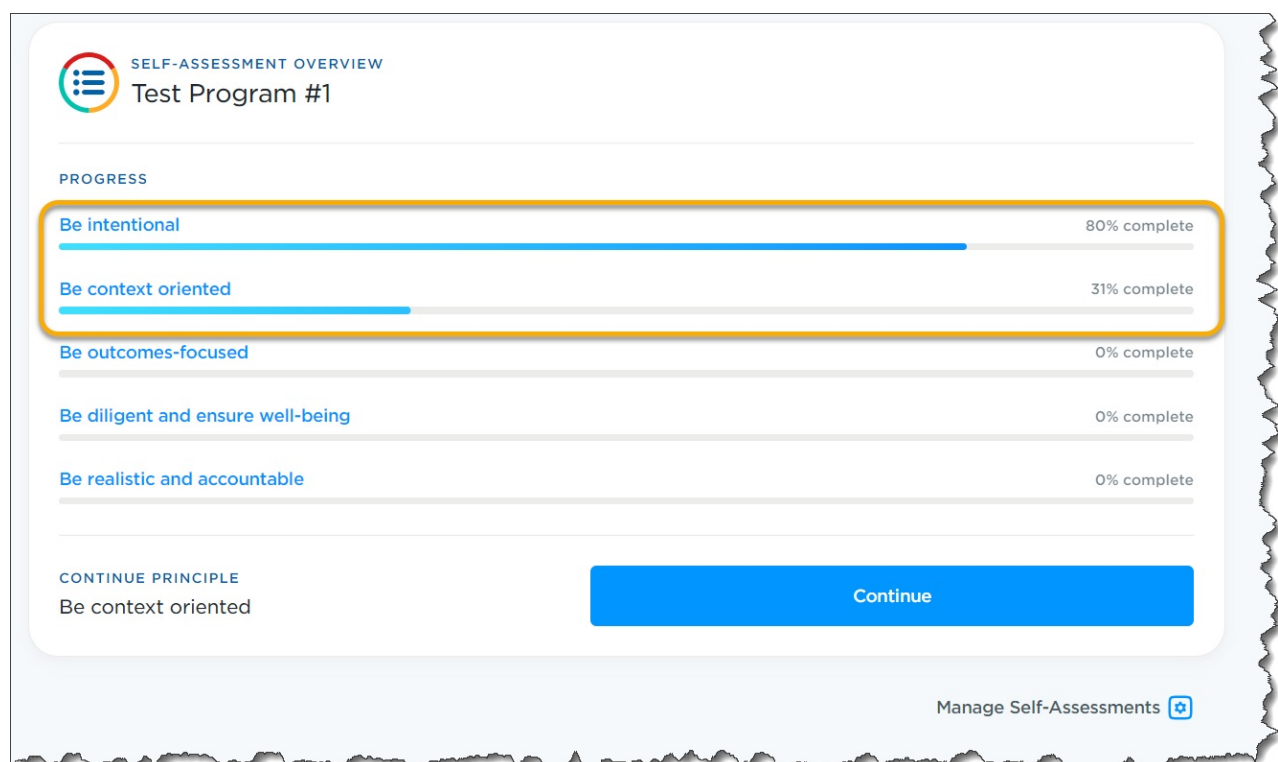 SELF-ASSESSMENT OVERVIEW
Test Program #1
PROGRESS
Be intentional 80% complete
Be context oriented 31% complete
Be outcomes-focused 0% complete
Be diligent and ensure well-being 0% complete
Be realistic and accountable 0% complete
CONTINUE PRINCIPLE
Be context oriented
Continue
Manage Self-Assessments